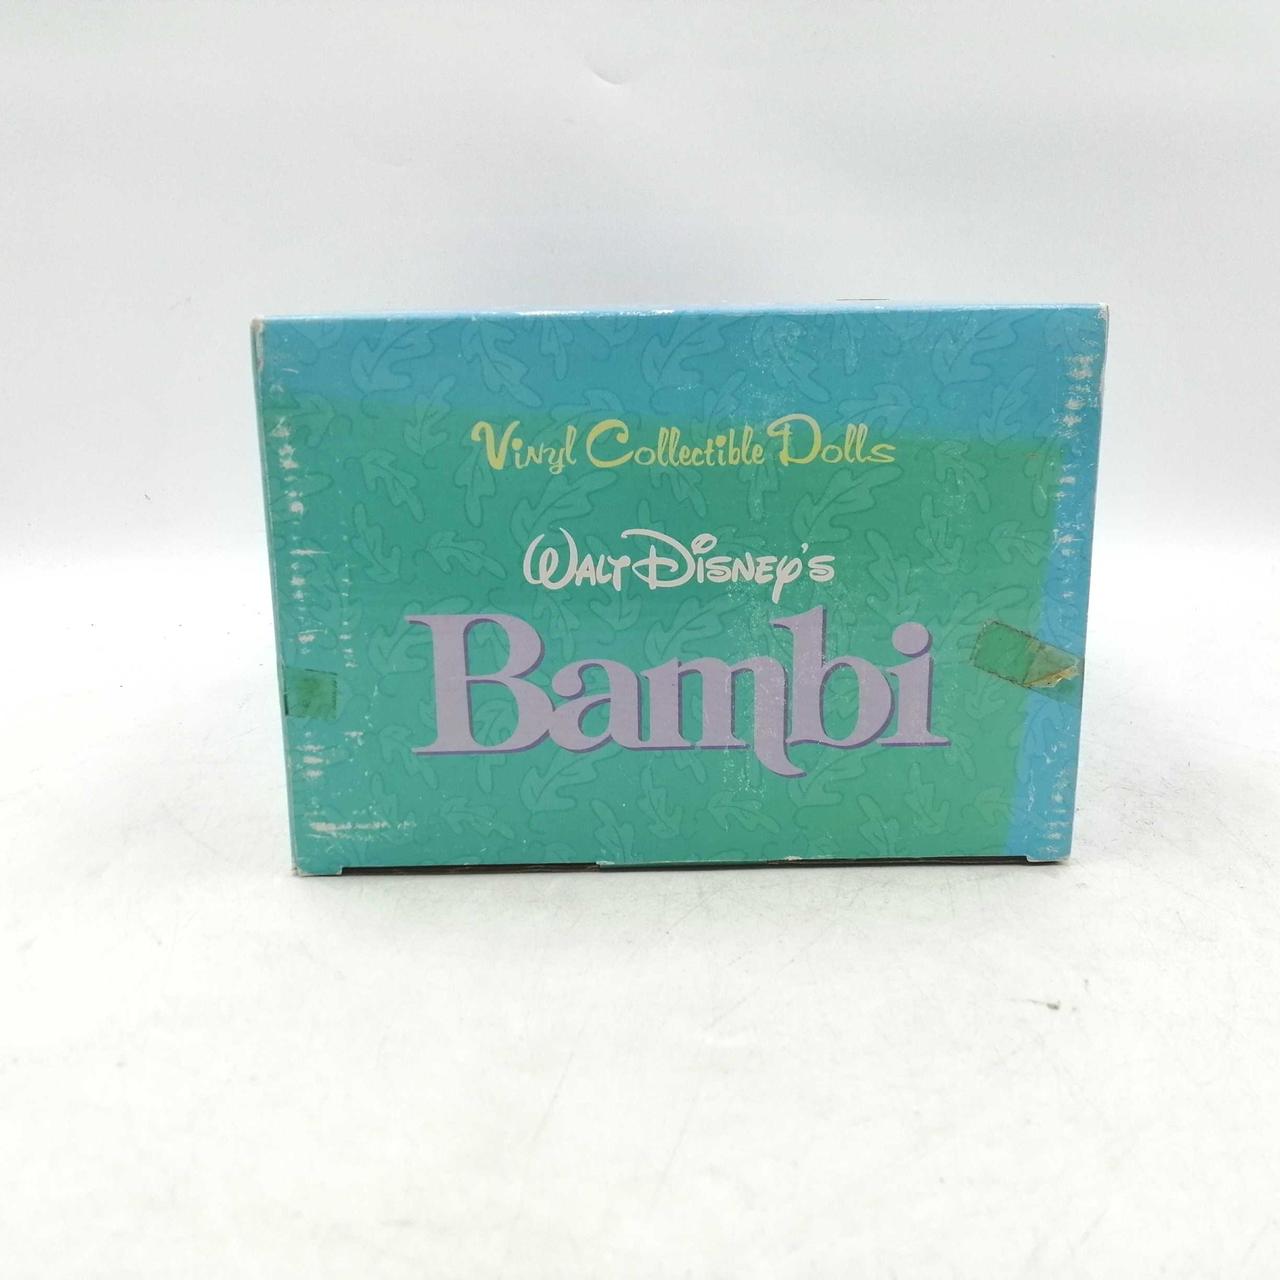 Vinyl Collectible Dolls
Walt Disney's
Bambi